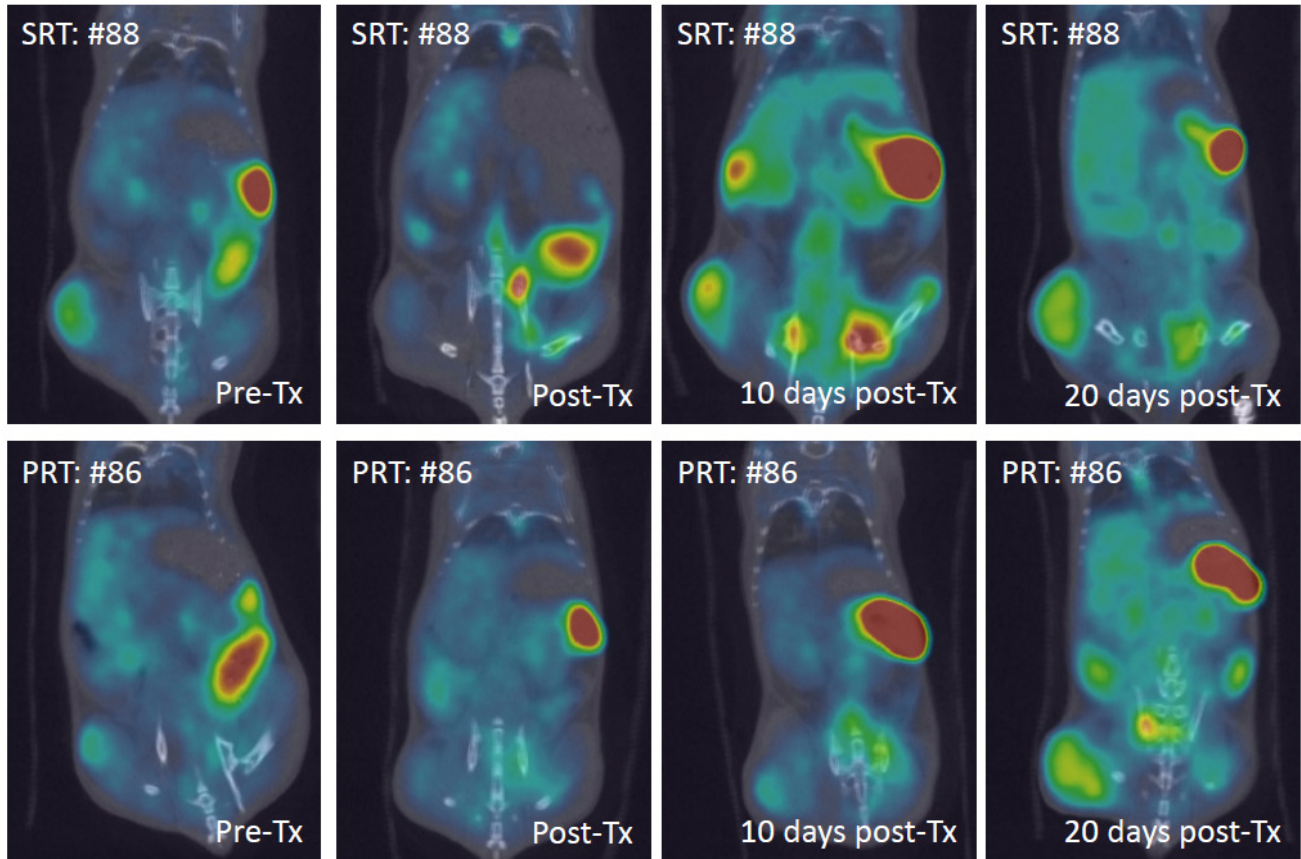 SRT: #88
Pre-Tx
SRT: #88
Post-Tx
SRT: #88
10 days post-Tx
SRT: #88
20 days post-Tx
PRT: #86
Pre-Tx
PRT: #86
Post-Tx
PRT: #86
10 days post-Tx
PRT: #86
20 days post-Tx